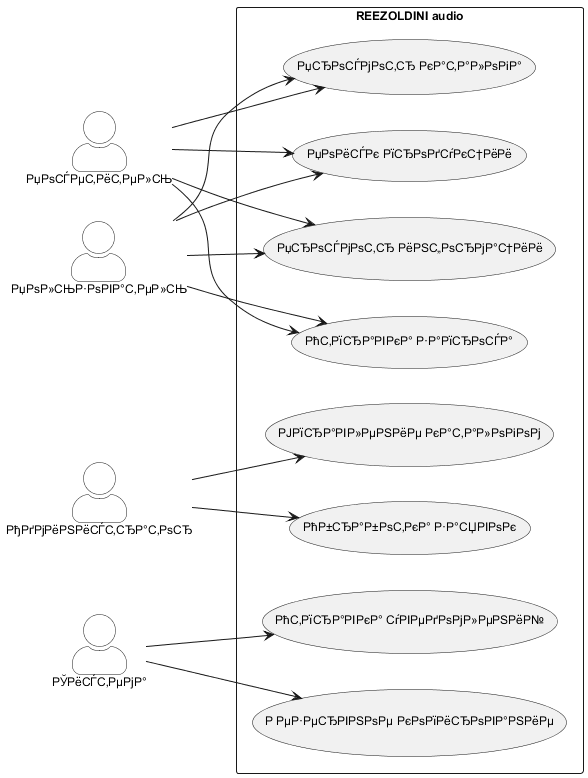 REEZOLDINI audio
РџСЂРѕСЃРјРѕС‚СЂ РєР°С‚Р°Р»РѕРіР°
РџРѕРёСЃРє РїСЂРѕРґСѓРєС†РёРё
РџРѕСЃРµС‚РёС‚РµР»СЊ
РџСЂРѕСЃРјРѕС‚СЂ РёРЅС„РѕСЂРјР°С†РёРё
РџРѕР»СЊР·РѕРІР°С‚РµР»СЊ
РћС‚РїСЂР°РІРєР° Р·Р°РїСЂРѕСЃР°
РЈРїСЂР°РІР»РµРЅРёРµ РєР°С‚Р°Р»РѕРіРѕРј
РђРґРјРёРЅРёСЃС‚СЂР°С‚РѕСЂ
РћР±СЂР°Р±РѕС‚РєР° Р·Р°СЏРІРѕРє
РћС‚РїСЂР°РІРєР° СѓРІРµРґРѕРјР»РµРЅРёР№
РЎРёСЃС‚РµРјР°
Р РµР·РµСЂРІРЅРѕРµ РєРѕРїРёСЂРѕРІР°РЅРёРµ